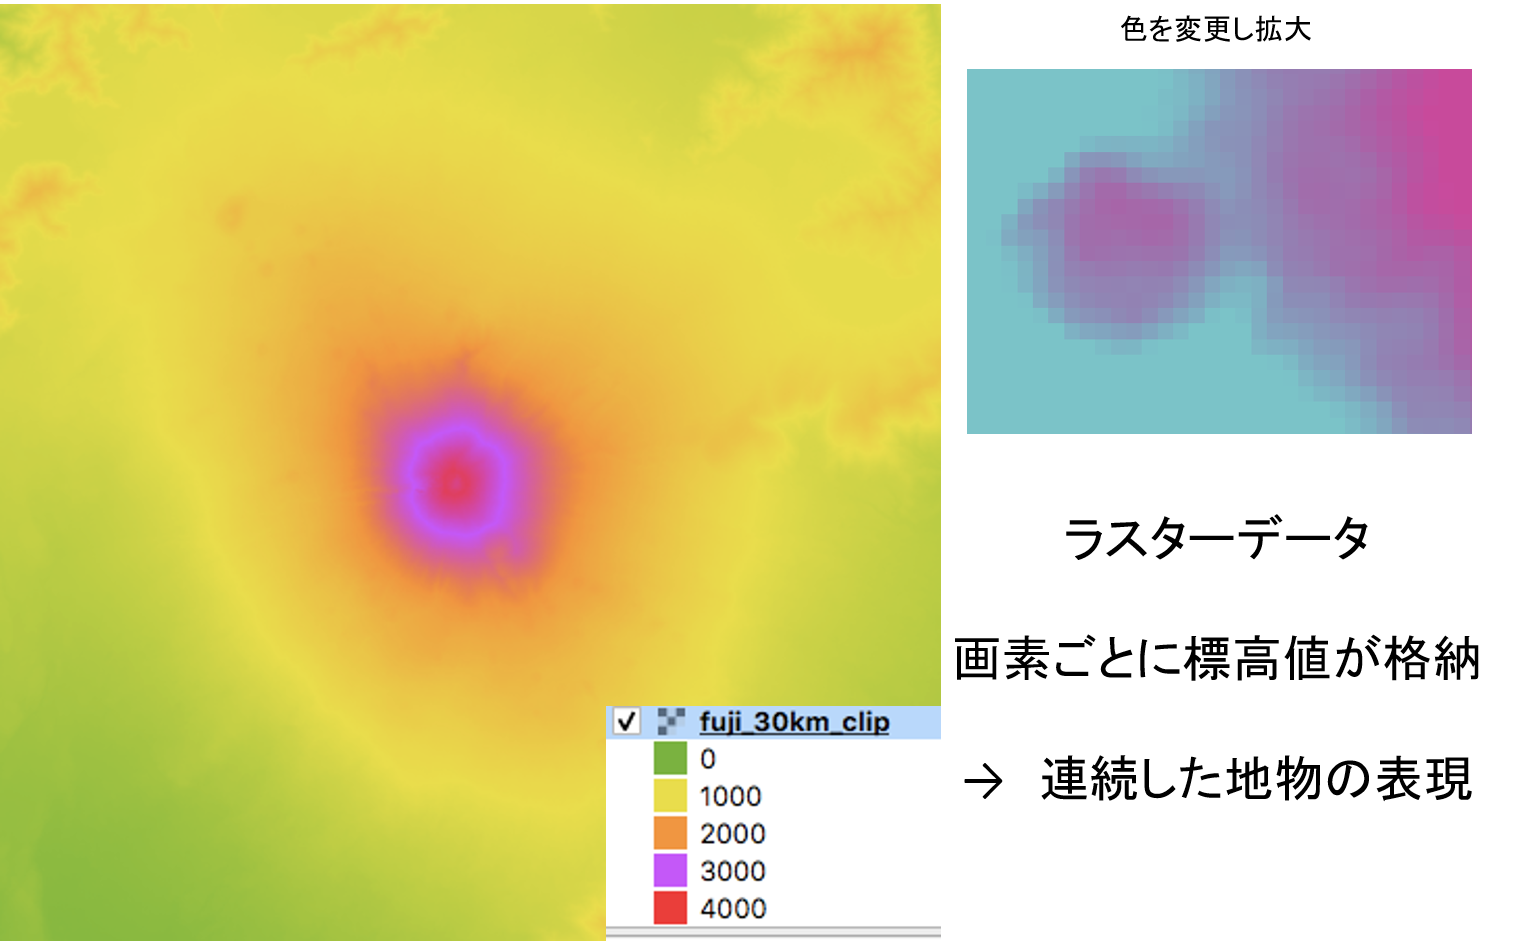 色を変更し拡大
ラスターデータ
画素ごとに標高値が格納
→ 連続した地物の表現
fuji_30km_clip
0
1000
2000
3000
4000